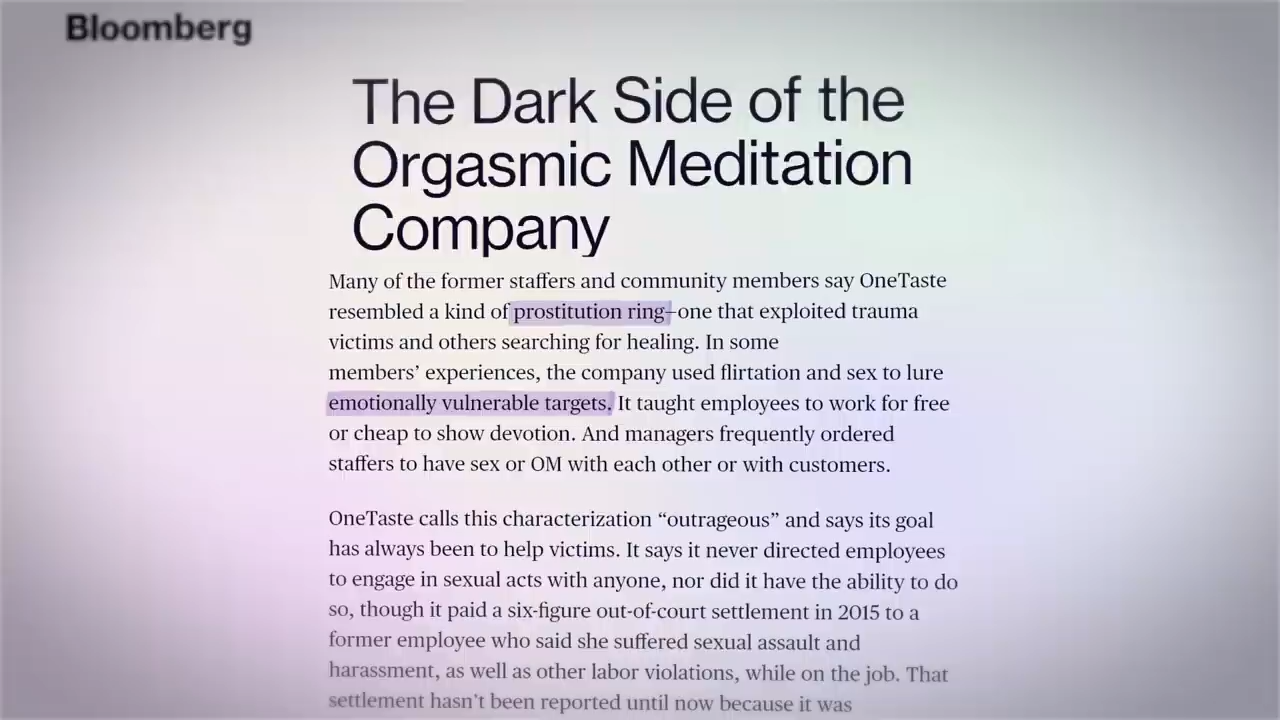 Bloomberg
The Dark Side of the
Orgasmic Meditation
Company
Many of the former staffers and community members say OneTaste
resembled a kind of prostitution ring–one that exploited trauma
victims and others searching for healing. In some
members’ experiences, the company used flirtation and sex to lure
emotionally vulnerable targets. It taught employees to work for free
or cheap to show devotion. And managers frequently ordered
staffers to have sex or OM with each other or with customers.
OneTaste calls this characterization “outrageous” and says its goal
has always been to help victims. It says it never directed employees
to engage in sexual acts with anyone, nor did it have the ability to do
so, though it paid a six-figure out-of-court settlement in 2015 to a
former employee who said she suffered sexual assault and
harassment, as well as other labor violations, while on the job. That
settlement hasn’t been reported until now because it was